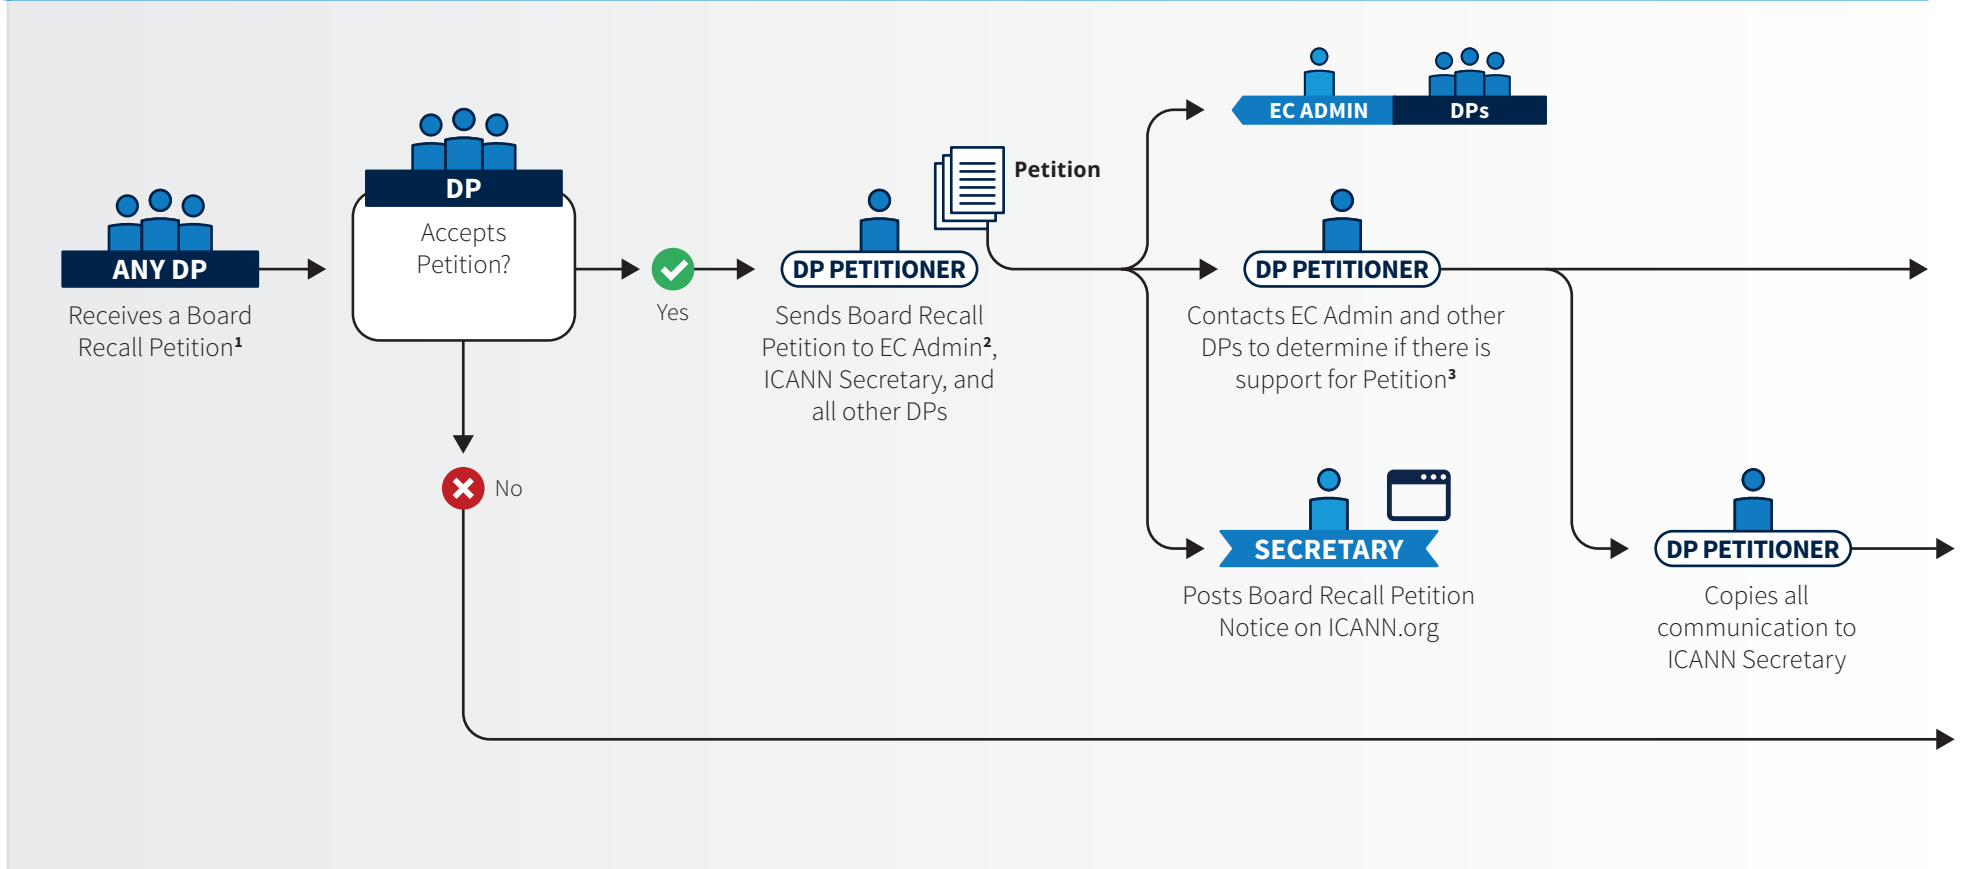 ANY DP
Receives a Board
Recall Petition¹
DP
Accepts
Petition?
Yes
No
DP PETITIONER
Sends Board Recall
Petition to EC Admin²,
ICANN Secretary, and
all other DPs
Petition
EC ADMIN
DPs
DP PETITIONER
Contacts EC Admin and other
DPs to determine if there is
support for Petition³
SECRETARY
Posts Board Recall Petition
Notice on ICANN.org
DP PETITIONER
Copies all
communication to
ICANN Secretary